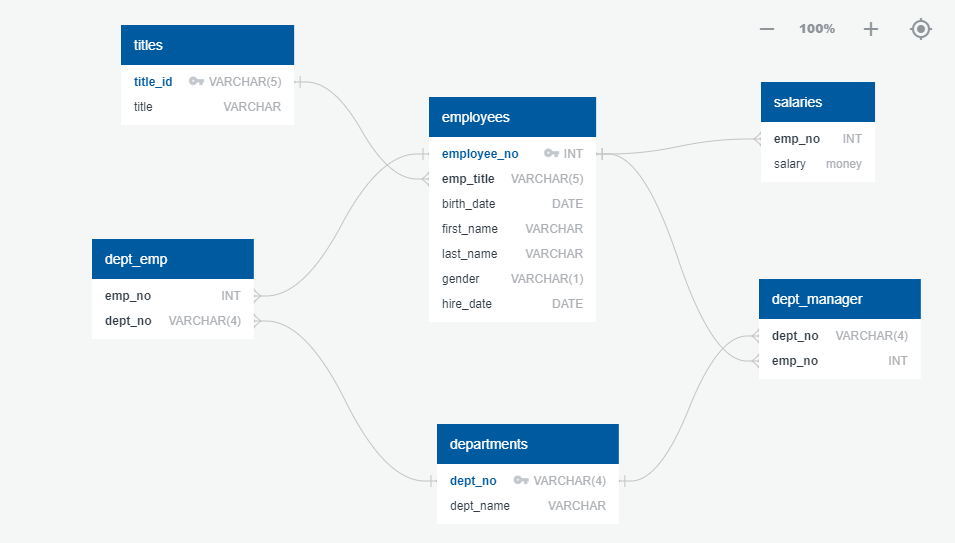 100%
titles
title_id VARCHAR(5)
title VARCHAR
employees
employee_no INT
emp_title VARCHAR(5)
birth_date DATE
first_name VARCHAR
last_name VARCHAR
gender VARCHAR(1)
hire_date DATE
salaries
emp_no INT
salary money
dept_emp
emp_no INT
dept_no VARCHAR(4)
dept_manager
dept_no VARCHAR(4)
emp_no INT
departments
dept_no VARCHAR(4)
dept_name VARCHAR